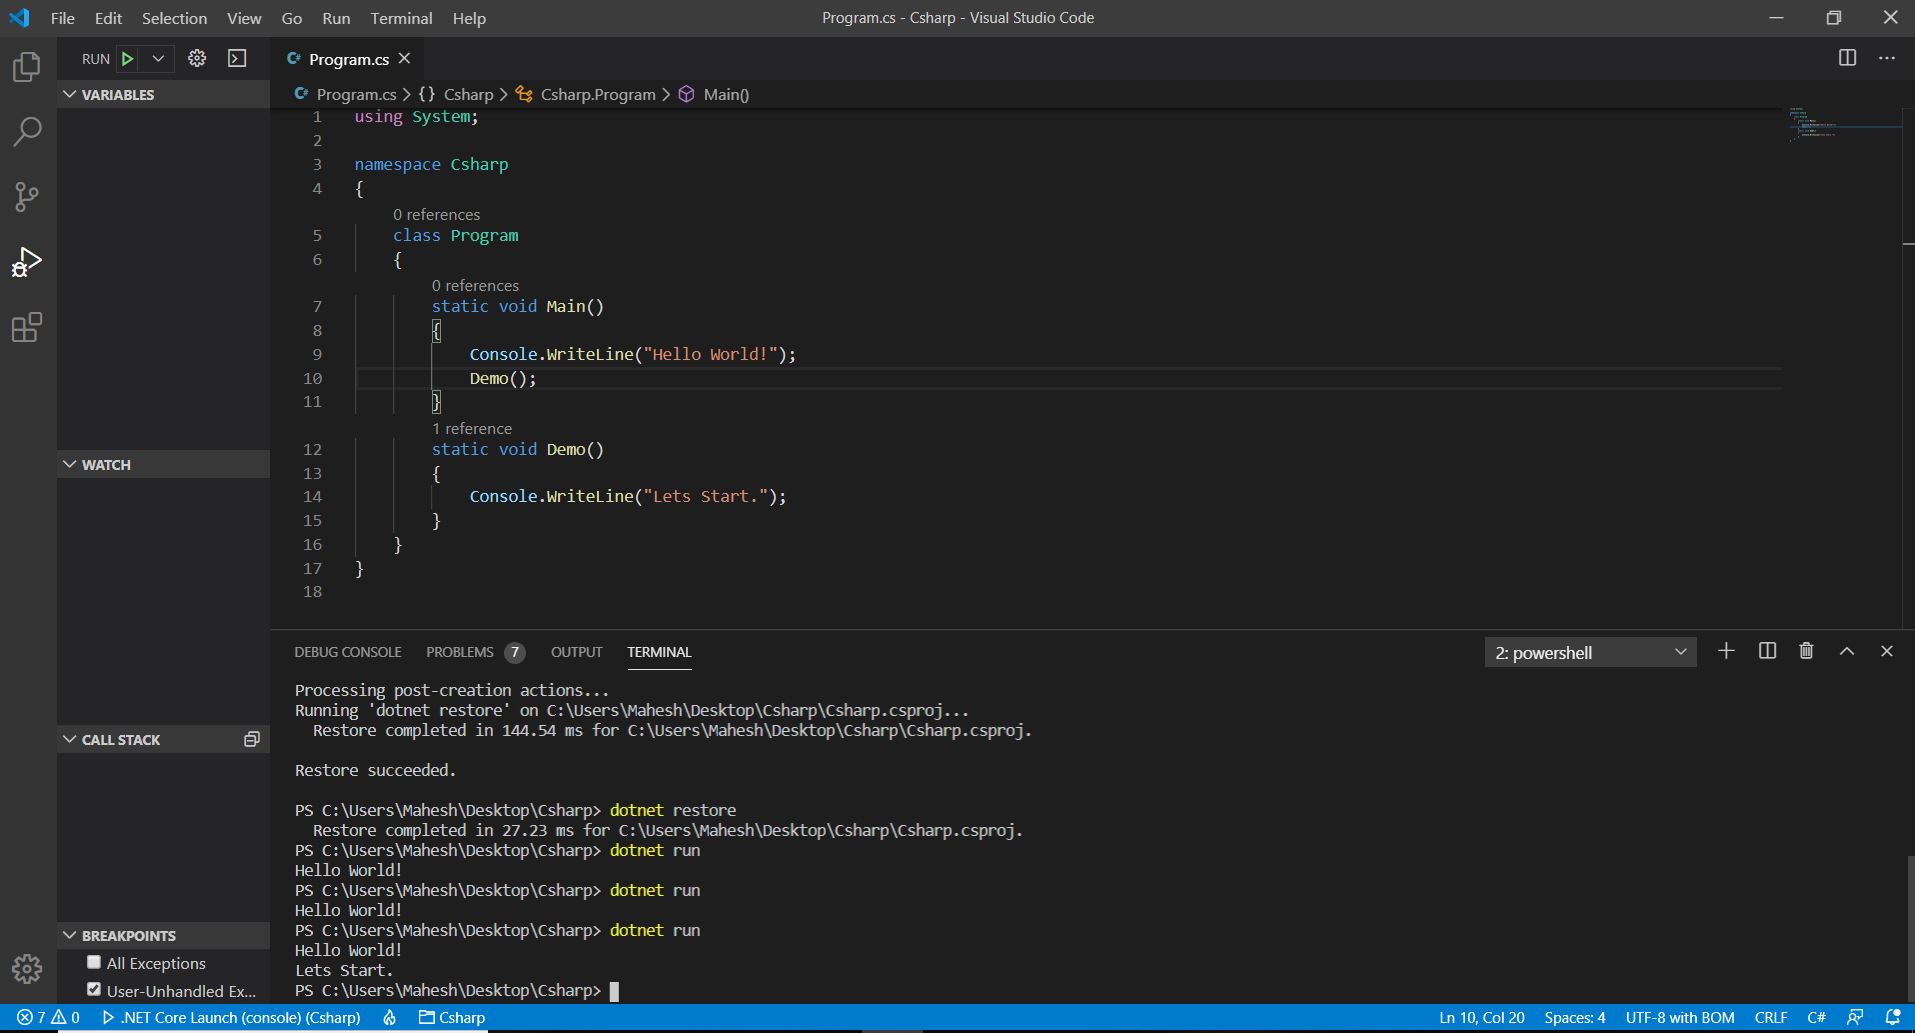 File Edit Selection View Go Run Terminal Help
Program.cs - Csharp - Visual Studio Code
RUN
Program.cs
Program.cs > {} Csharp > Csharp.Program > Main()
VARIABLES
WATCH
CALL STACK
BREAKPOINTS
All Exceptions
User-Unhandled Ex...
1 using System;
2
3 namespace Csharp
4 {
0 references
5 class Program
6 {
0 references
7 static void Main()
8 {
9 Console.WriteLine("Hello World!");
10 Demo();
11 }
1 reference
12 static void Demo()
13 {
14 Console.WriteLine("Lets Start.");
15 }
16 }
17 }
18
DEBUG CONSOLE PROBLEMS 7 OUTPUT TERMINAL
2: powershell
Processing post-creation actions...
Running 'dotnet restore' on C:\Users\Mahesh\Desktop\Csharp\Csharp.csproj...
Restore completed in 144.54 ms for C:\Users\Mahesh\Desktop\Csharp\Csharp.csproj.
Restore succeeded.
PS C:\Users\Mahesh\Desktop\Csharp> dotnet restore
Restore completed in 27.23 ms for C:\Users\Mahesh\Desktop\Csharp\Csharp.csproj.
PS C:\Users\Mahesh\Desktop\Csharp> dotnet run
Hello World!
PS C:\Users\Mahesh\Desktop\Csharp> dotnet run
Hello World!
PS C:\Users\Mahesh\Desktop\Csharp> dotnet run
Hello World!
Lets Start.
PS C:\Users\Mahesh\Desktop\Csharp>
7 0 .NET Core Launch (console) (Csharp) Csharp
Ln 10, Col 20 Spaces: 4 UTF-8 with BOM CRLF C#